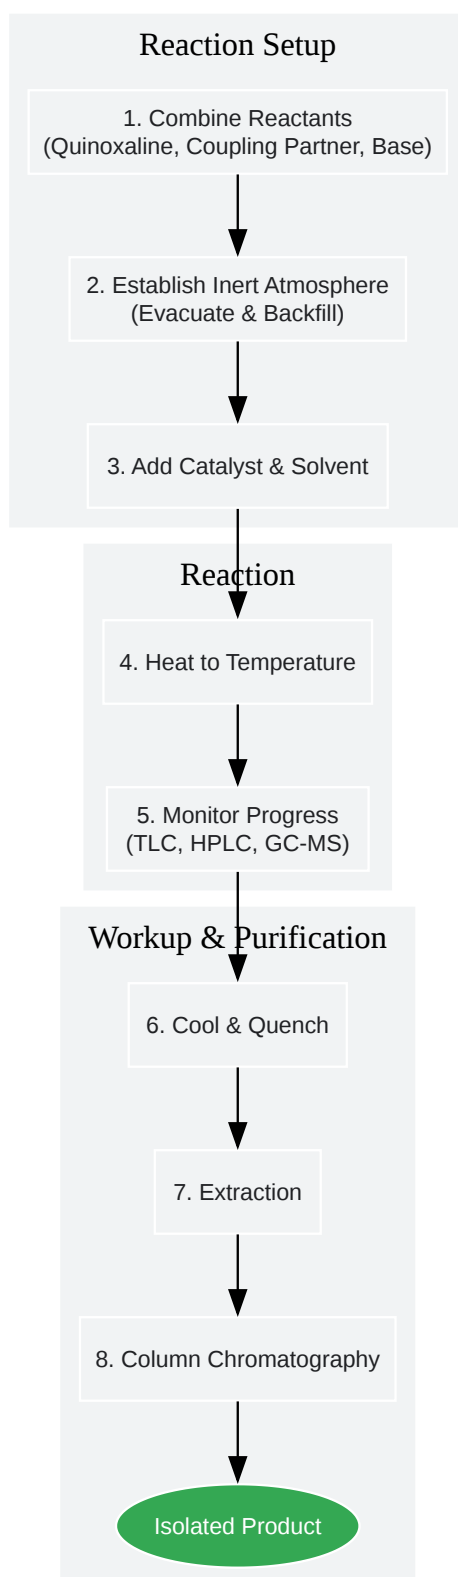 Reaction Setup
1. Combine Reactants
(Quinoxaline, Coupling Partner, Base)
2. Establish Inert Atmosphere
(Evacuate & Backfill)
3. Add Catalyst & Solvent
Reaction
4. Heat to Temperature
5. Monitor Progress
(TLC, HPLC, GC-MS)
Workup & Purification
6. Cool & Quench
7. Extraction
8. Column Chromatography
Isolated Product